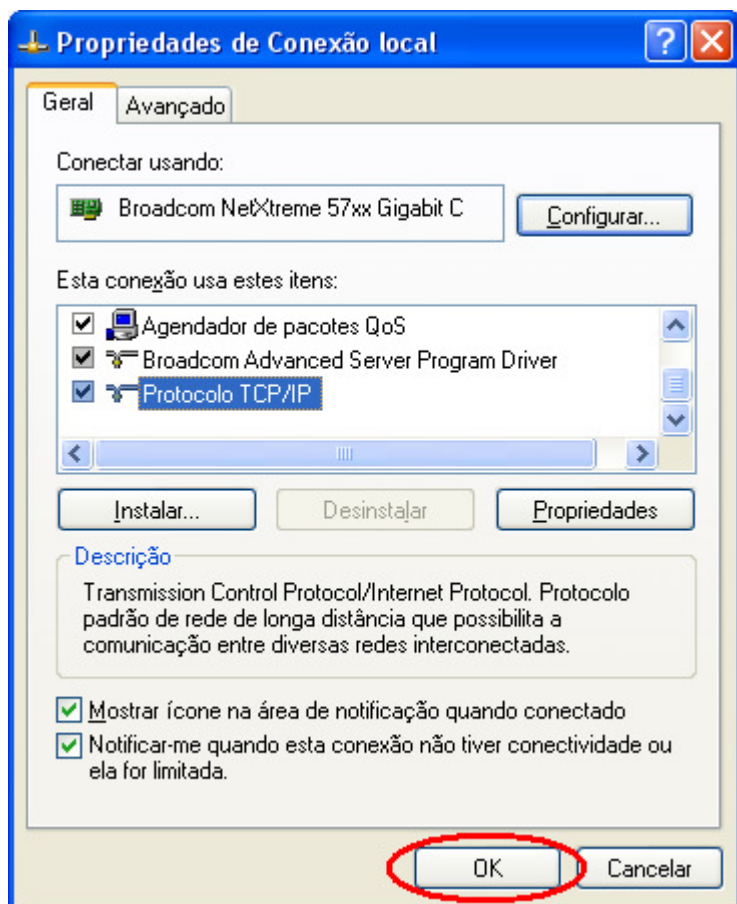 Propriedades de Conexão local
Geral
Avançado
Conectar usando:
Broadcom NetXtreme 57xx Gigabit C
Configurar...
Esta conexão usa estes itens:
Agendador de pacotes QoS
Broadcom Advanced Server Program Driver
Protocolo TCP/IP
Instalar...
Desinstalar
Propriedades
Descrição
Transmission Control Protocol/Internet Protocol. Protocolo
padrão de rede de longa distância que possibilita a
comunicação entre diversas redes interconectadas.
Mostrar ícone na área de notificação quando conectado
Notificar-me quando esta conexão não tiver conectividade ou
ela for limitada.
OK
Cancelar